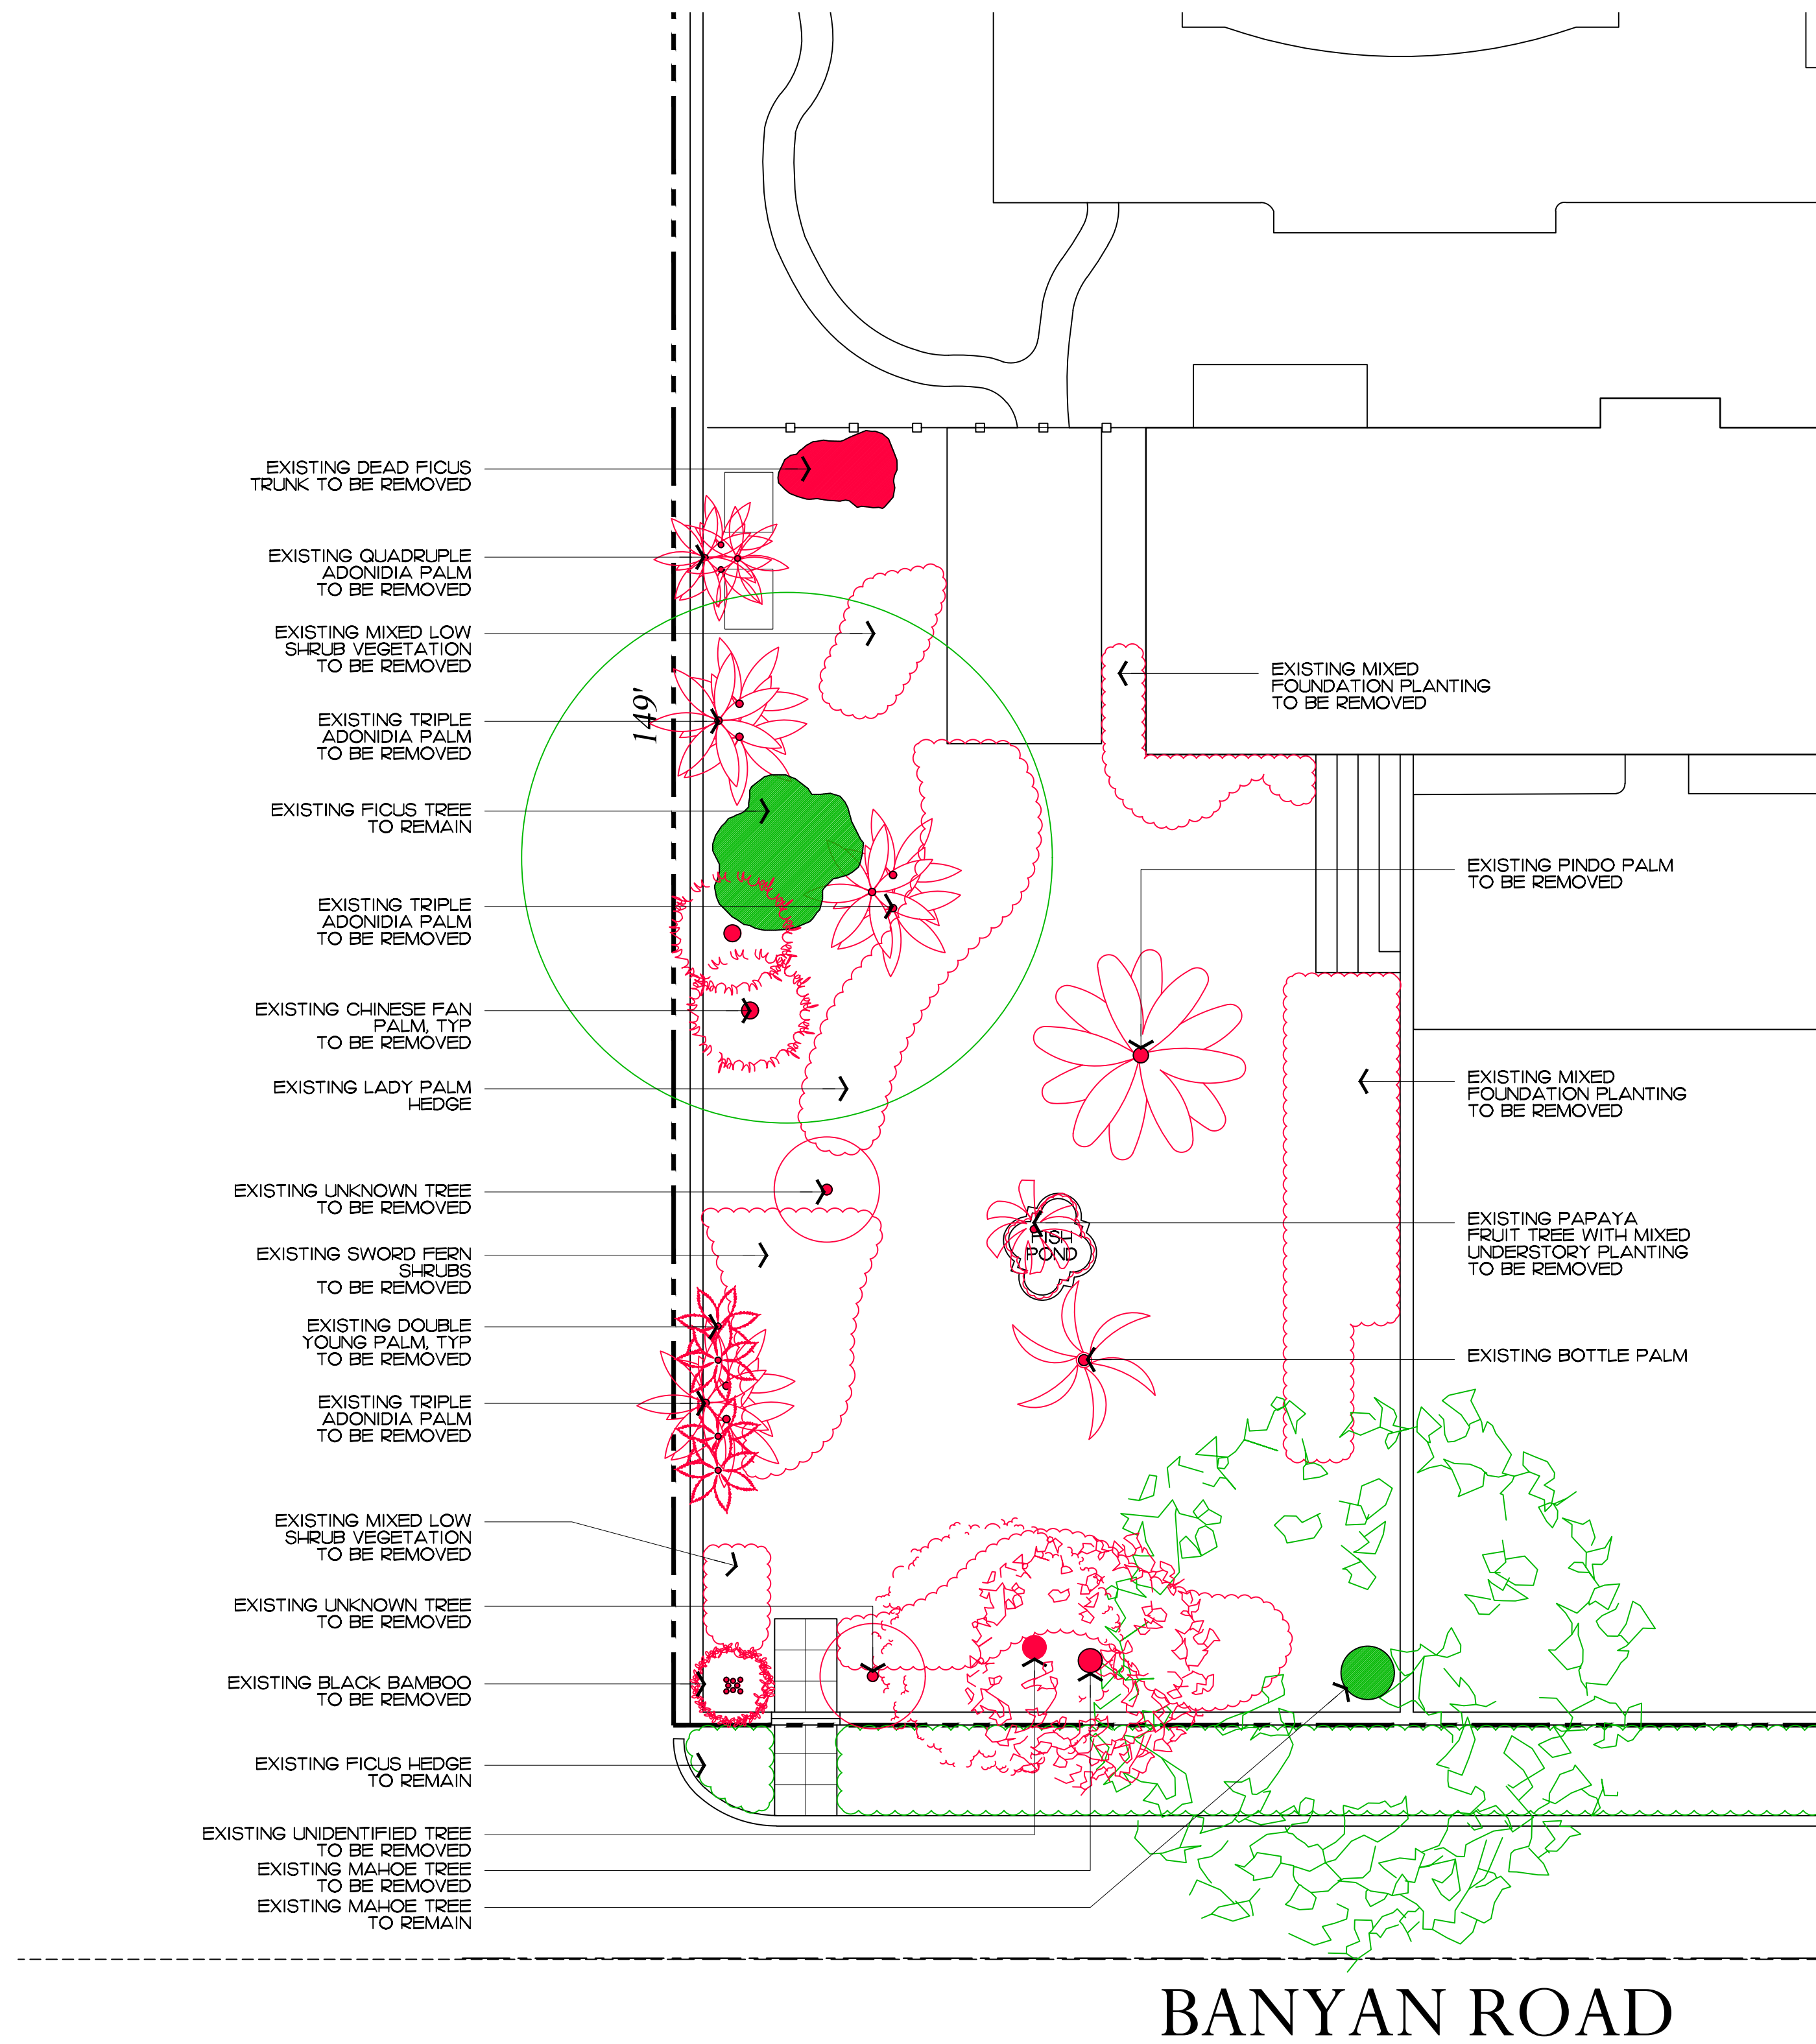 EXISTING DEAD FICUS
TRUNK TO BE REMOVED
EXISTING QUADRUPLE
ADONIDIA PALM
TO BE REMOVED
EXISTING MIXED LOW
SHRUB VEGETATION
TO BE REMOVED
EXISTING TRIPLE
ADONIDIA PALM
TO BE REMOVED
149'
EXISTING FICUS TREE
TO REMAIN
EXISTING TRIPLE
ADONIDIA PALM
TO BE REMOVED
EXISTING CHINESE FAN
PALM, TYP
TO BE REMOVED
EXISTING LADY PALM
HEDGE
EXISTING UNKNOWN TREE
TO BE REMOVED
EXISTING SWORD FERN
SHRUBS
TO BE REMOVED
EXISTING DOUBLE
YOUNG PALM, TYP
TO BE REMOVED
EXISTING TRIPLE
ADONIDIA PALM
TO BE REMOVED
EXISTING MIXED LOW
SHRUB VEGETATION
TO BE REMOVED
EXISTING UNKNOWN TREE
TO BE REMOVED
EXISTING BLACK BAMBOO
TO BE REMOVED
EXISTING FICUS HEDGE
TO REMAIN
EXISTING UNIDENTIFIED TREE
TO BE REMOVED
EXISTING MAHOE TREE
TO BE REMOVED
EXISTING MAHOE TREE
TO REMAIN
EXISTING MIXED
FOUNDATION PLANTING
TO BE REMOVED
EXISTING PINDO PALM
TO BE REMOVED
EXISTING MIXED
FOUNDATION PLANTING
TO BE REMOVED
FISH
POND
EXISTING PAPAYA
FRUIT TREE WITH MIXED
UNDERSTORY PLANTING
TO BE REMOVED
EXISTING BOTTLE PALM
BANYAN ROAD